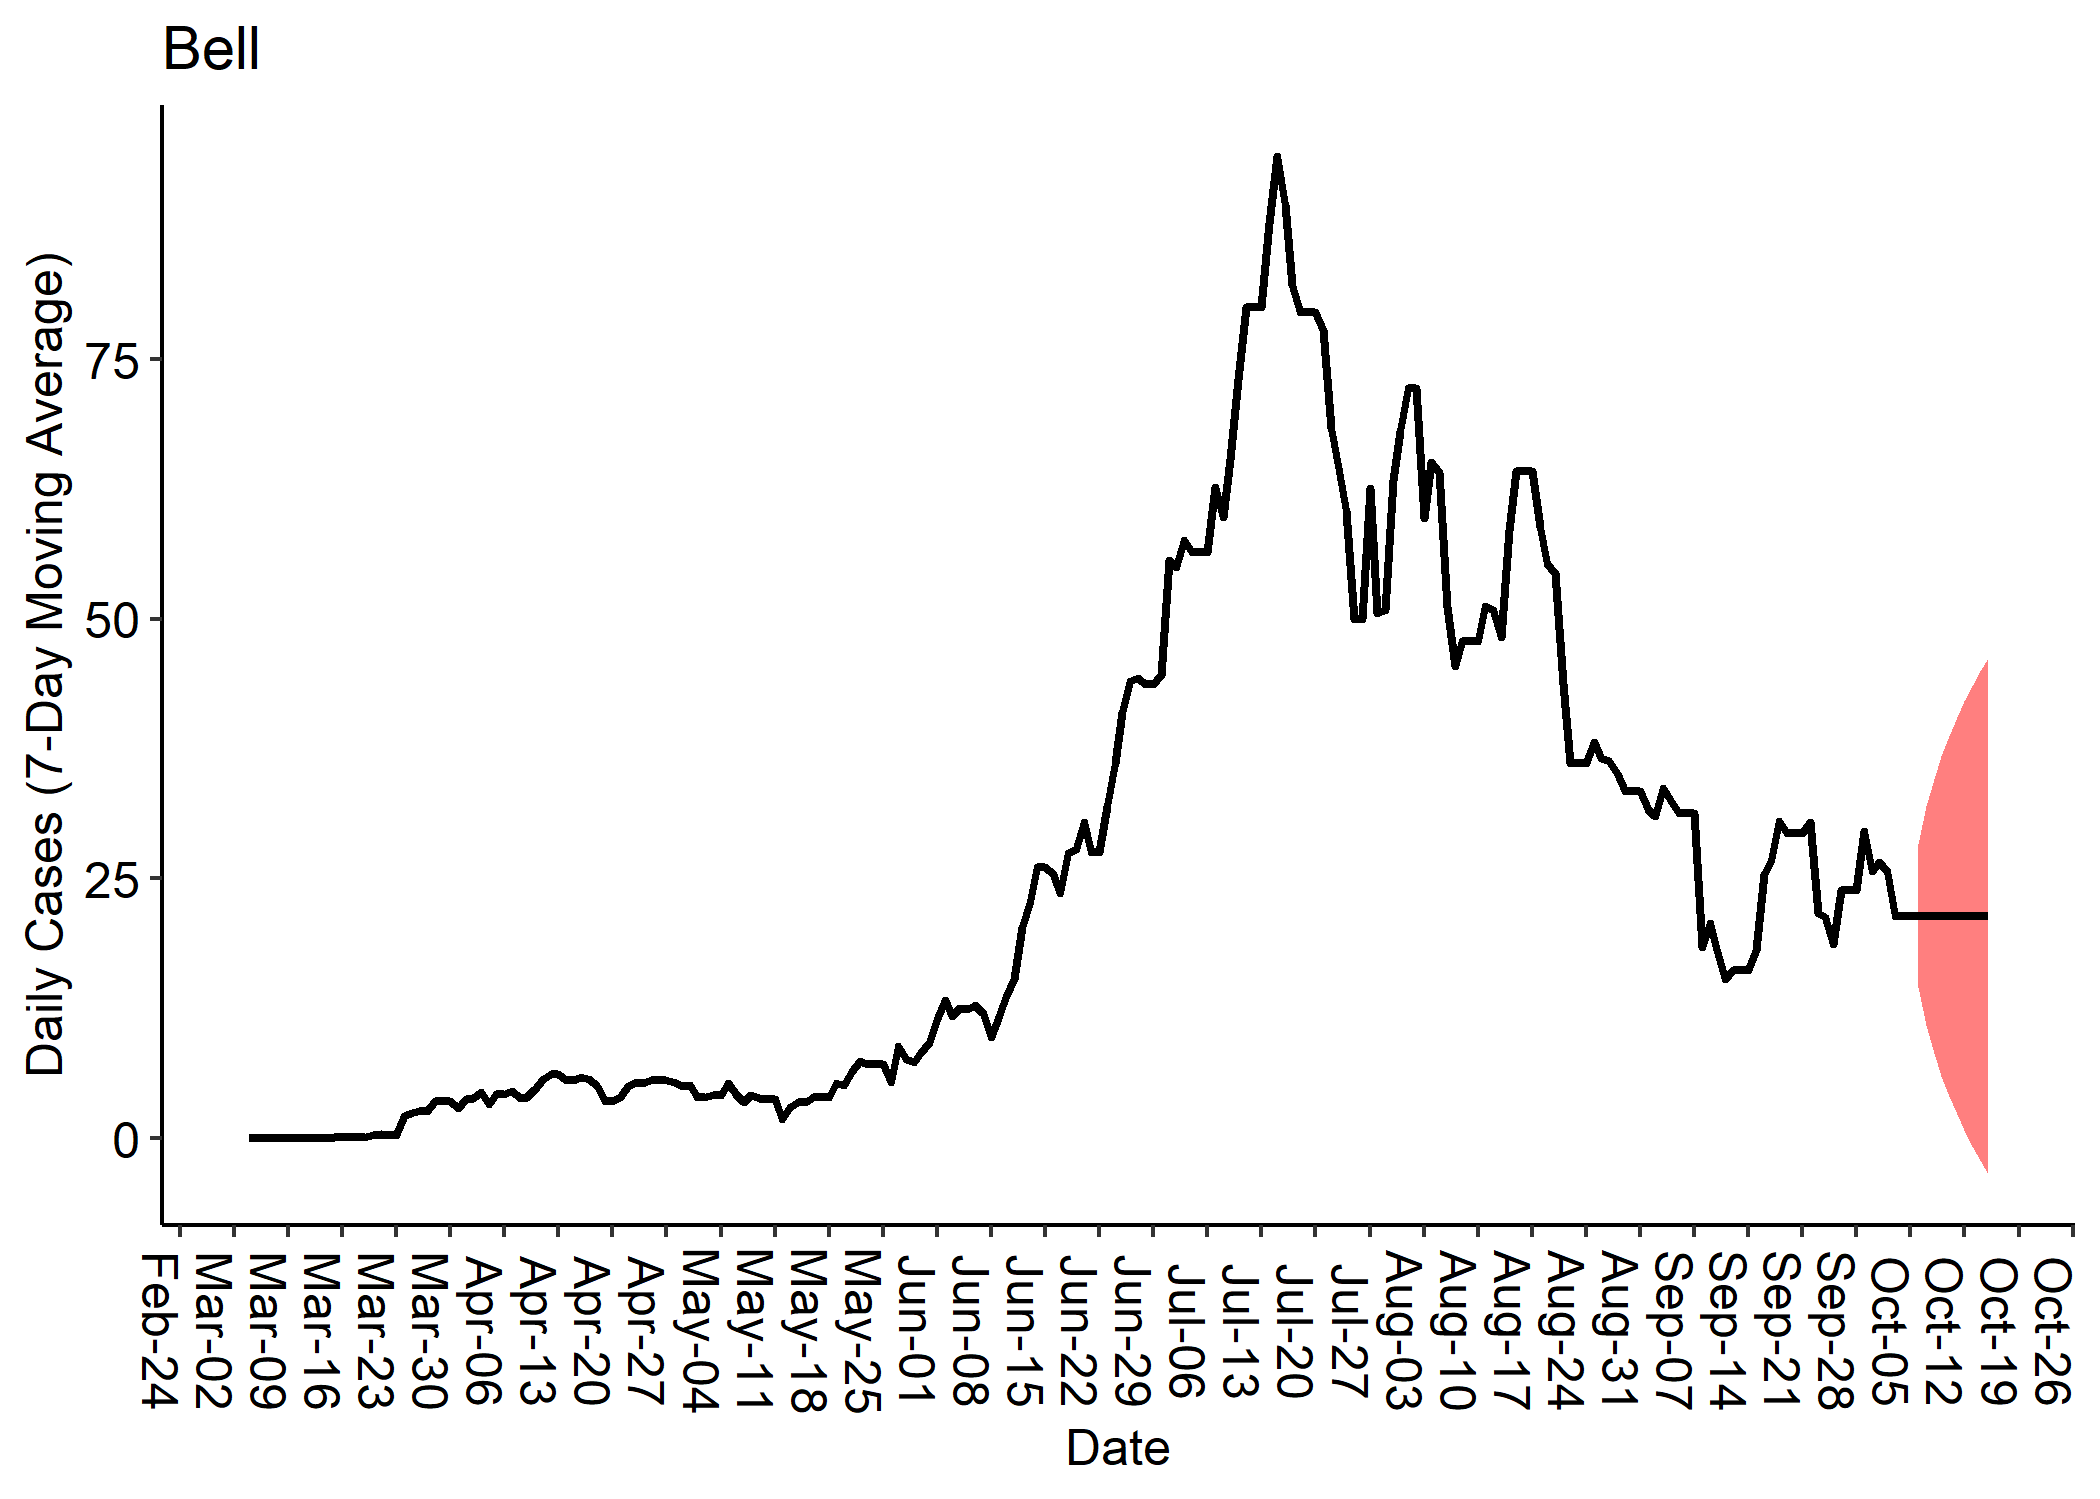 Bell
Daily Cases (7-Day Moving Average)
75
50
25
0
Feb-24
Mar-02
Mar-09
Mar-16
Mar-23
Mar-30
Apr-06
Apr-13
Apr-20
Apr-27
May-04
May-11
May-18
May-25
Jun-01
Jun-08
Jun-15
Jun-22
Jun-29
Jul-06
Jul-13
Jul-20
Jul-27
Aug-03
Aug-10
Aug-17
Aug-24
Aug-31
Sep-07
Sep-14
Sep-21
Sep-28
Oct-05
Oct-12
Oct-19
Oct-26
Date